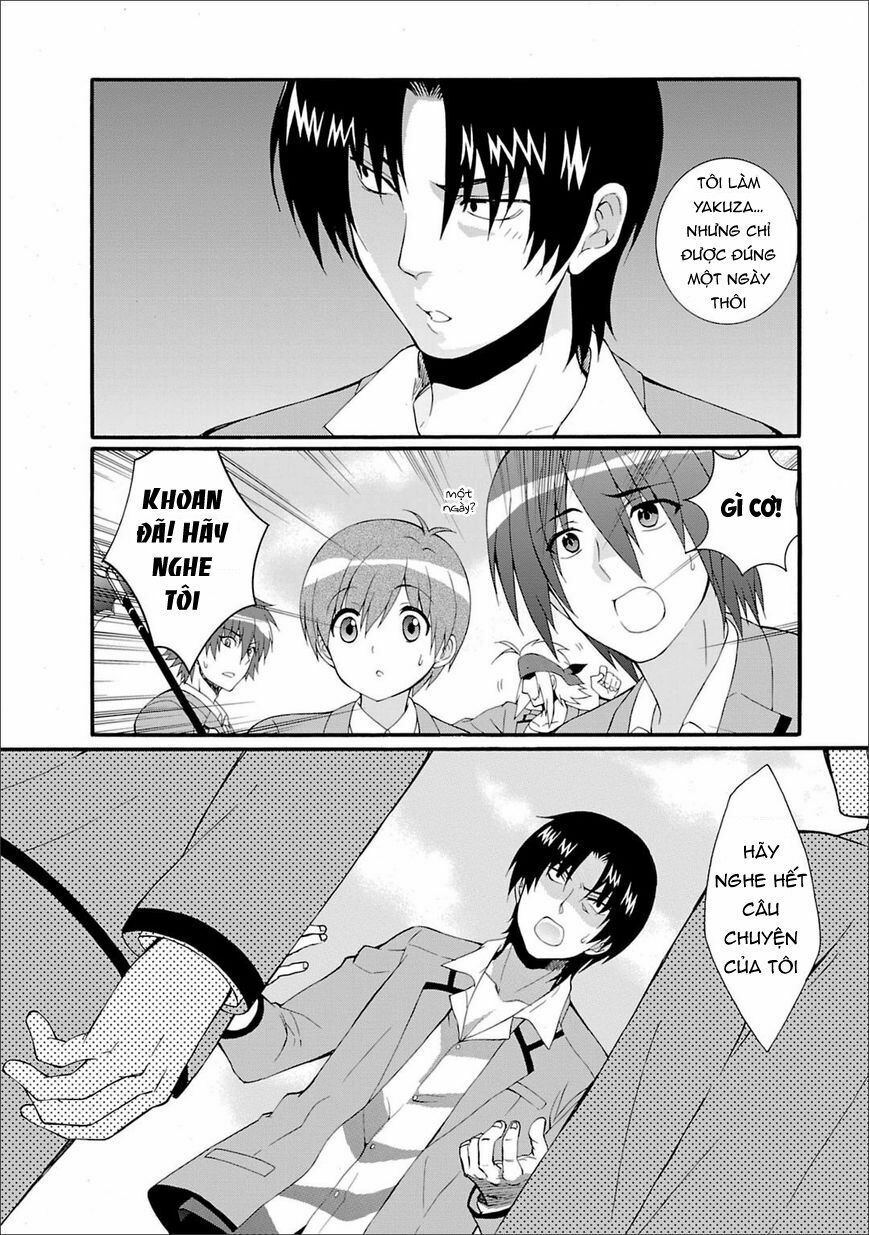 TÔI LÀM
YAKUZA...
NHƯNG CHỈ
ĐƯỢC ĐÚNG
MỘT NGÀY
THÔI
GÌ CƠ!
MỘT
NGÀY?
KHOAN
ĐÃ! HÃY
NGHE
TÔI
HÃY
NGHE HẾT
CÂU
CHUYỆN
CỦA TÔI